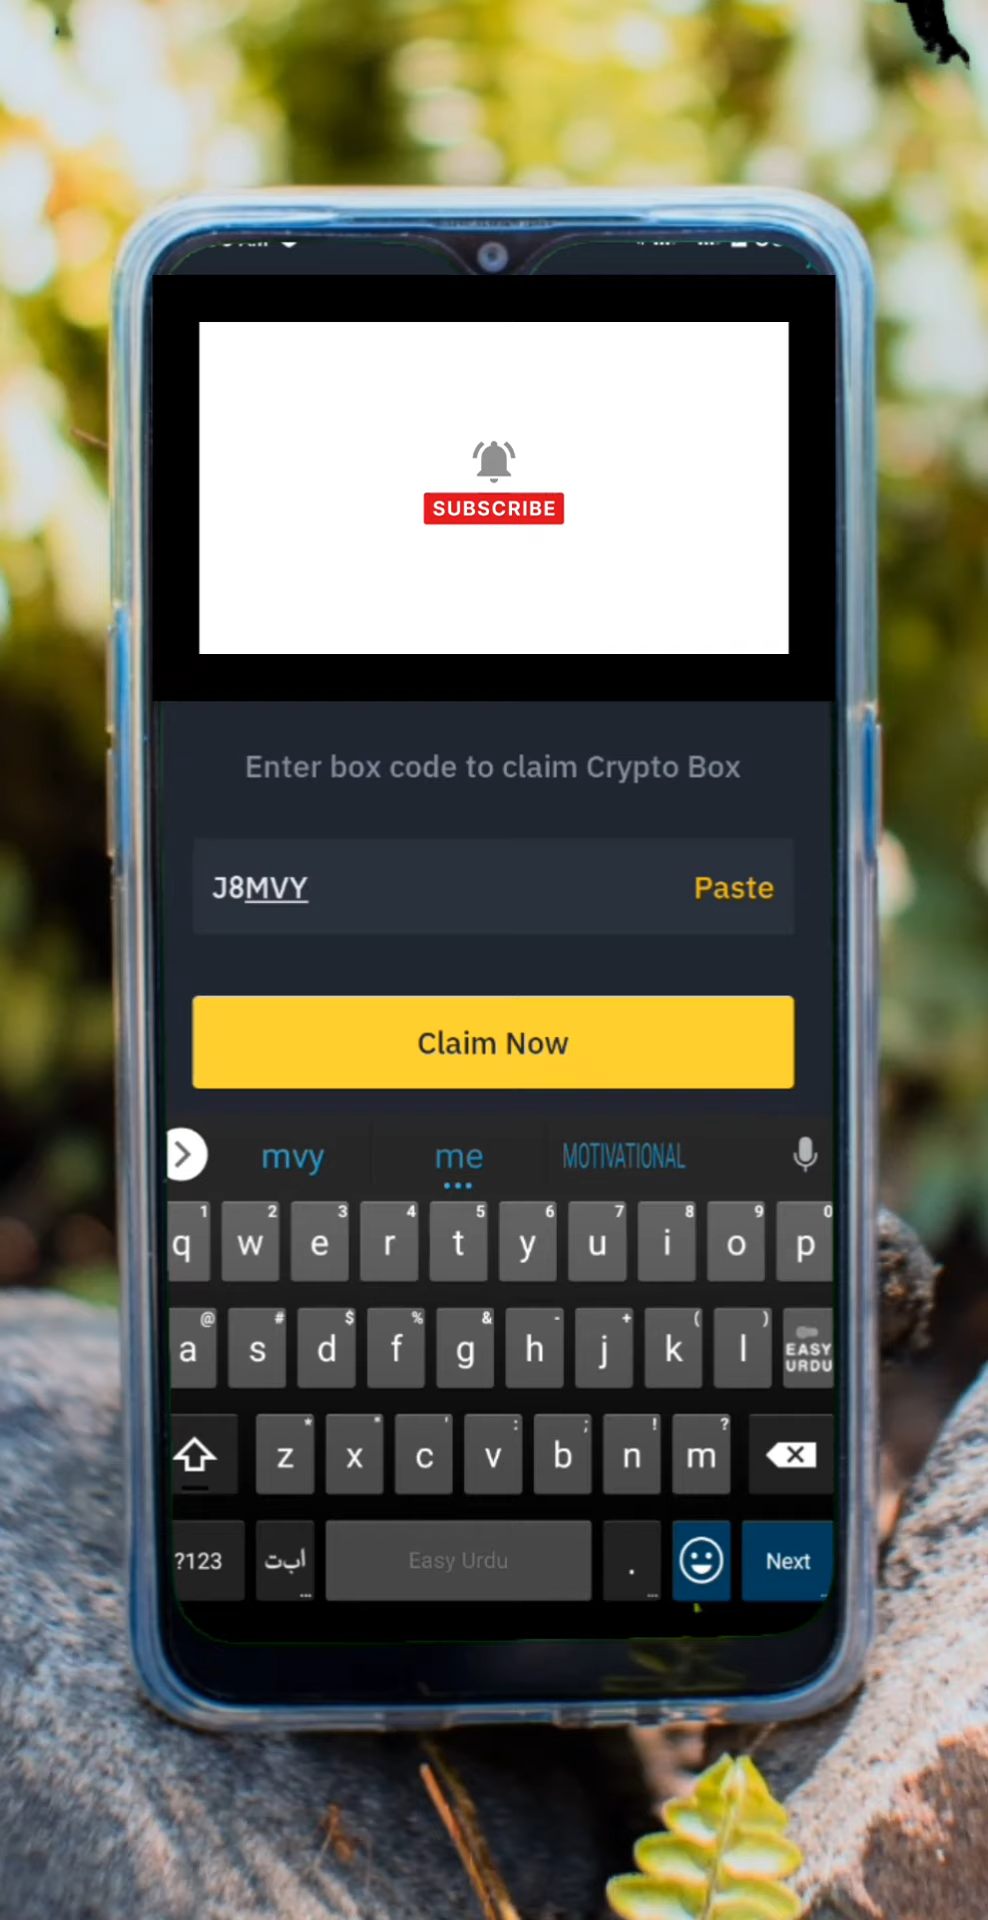 SUBSCRIBE
Enter box code to claim Crypto Box
J8MVY Paste
Claim Now
mvy me MOTIVATIONAL
1 2 3 4 5 6 7 8 9 0
q w e r t y u i o p
@ # $ % & - + ( )
a s d f g h j k l EASY URDU
* " ' : ; ! ?
z x c v b n m
?123 ا ب ت Easy Urdu . Next